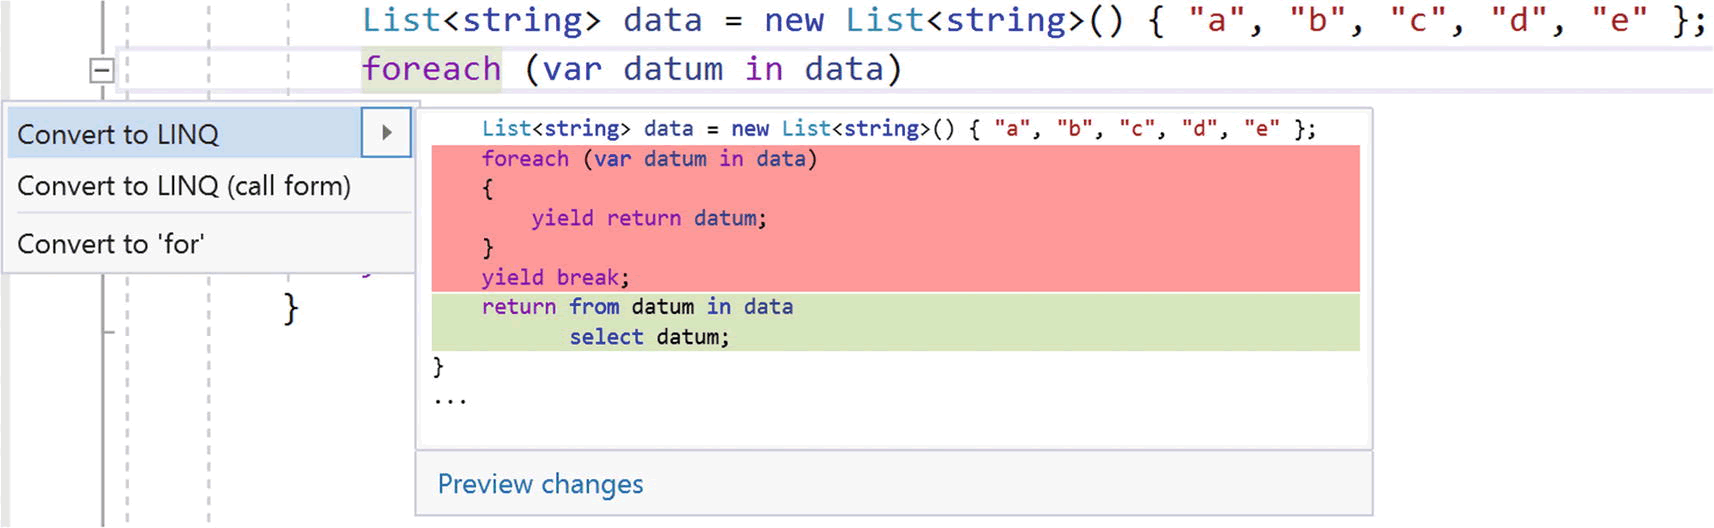 List<string> data = new List<string>() { "a", "b", "c", "d", "e" };
foreach (var datum in data)
Convert to LINQ
Convert to LINQ (call form)
Convert to 'for'
}
List<string> data = new List<string>() { "a", "b", "c", "d", "e" };
foreach (var datum in data)
{
yield return datum;
}
yield break;
return from datum in data
select datum;
}
...
Preview changes